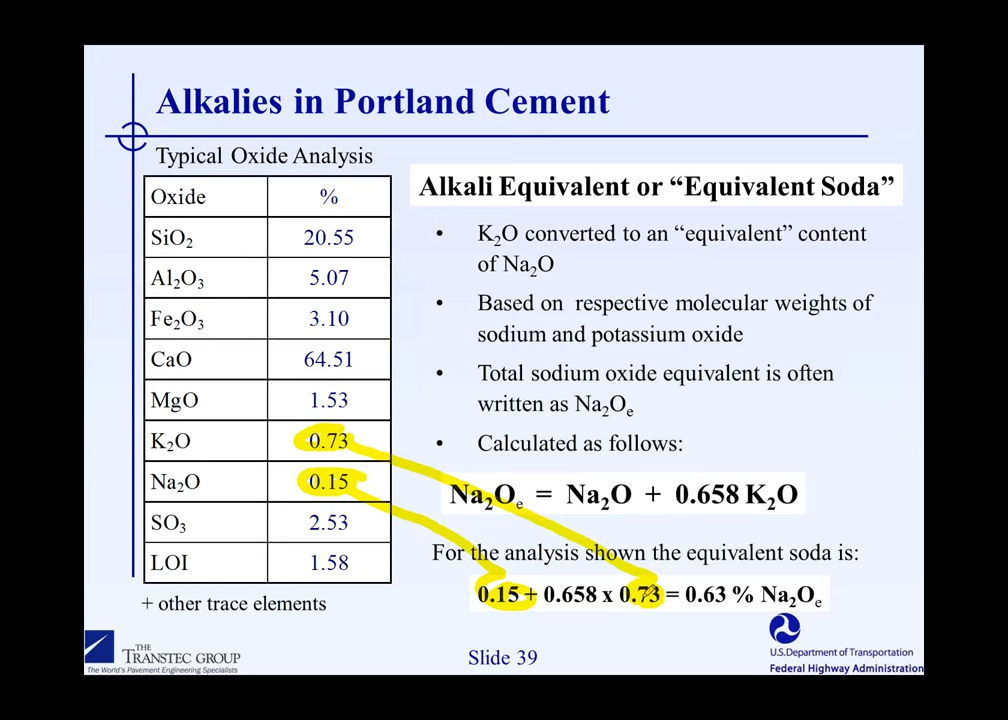 Alkalies in Portland Cement
Typical Oxide Analysis
Oxide %
SiO₂ 20.55
Al₂O₃ 5.07
Fe₂O₃ 3.10
CaO 64.51
MgO 1.53
K₂O 0.73
Na₂O 0.15
SO₃ 2.53
LOI 1.58
+ other trace elements
Alkali Equivalent or “Equivalent Soda”
• K₂O converted to an “equivalent” content
of Na₂O
• Based on respective molecular weights of
sodium and potassium oxide
• Total sodium oxide equivalent is often
written as Na₂Oₑ
• Calculated as follows:
Na₂Oₑ = Na₂O + 0.658 K₂O
For the analysis shown the equivalent soda is:
0.15 + 0.658 x 0.73 = 0.63 % Na₂Oₑ
THE
TRANSTEC GROUP
The World's Pavement Engineering Specialists
Slide 39
U.S.Department of Transportation
Federal Highway Administration